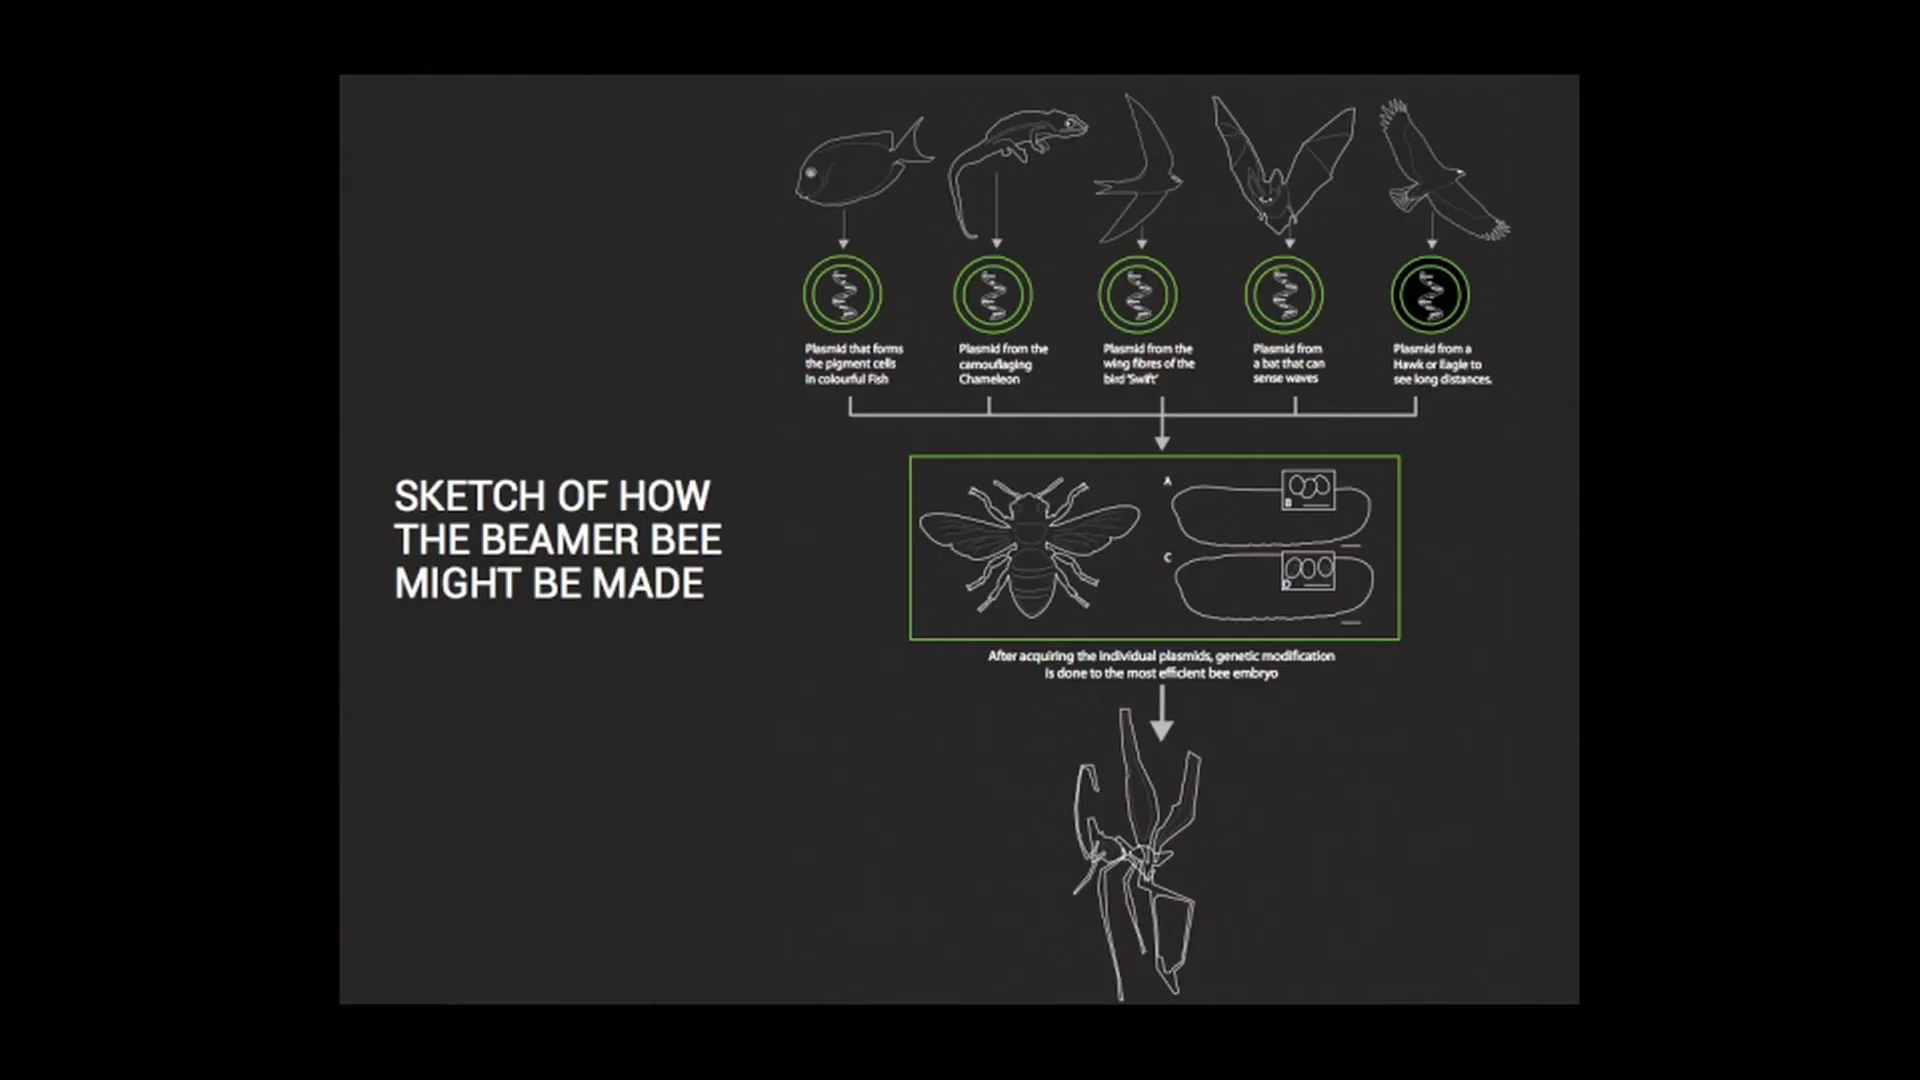 SKETCH OF HOW
THE BEAMER BEE
MIGHT BE MADE
Plasmid that forms
the pigment cells
in colourful Fish
Plasmid from the
camouflaging
Chameleon
Plasmid from the
wing fibres of the
bird 'Swift'
Plasmid from
a bat that can
sense waves
Plasmid from a
Hawk or Eagle to
see long distances.
A
B
C
D
After acquiring the individual plasmids, genetic modification
is done to the most efficient bee embryo